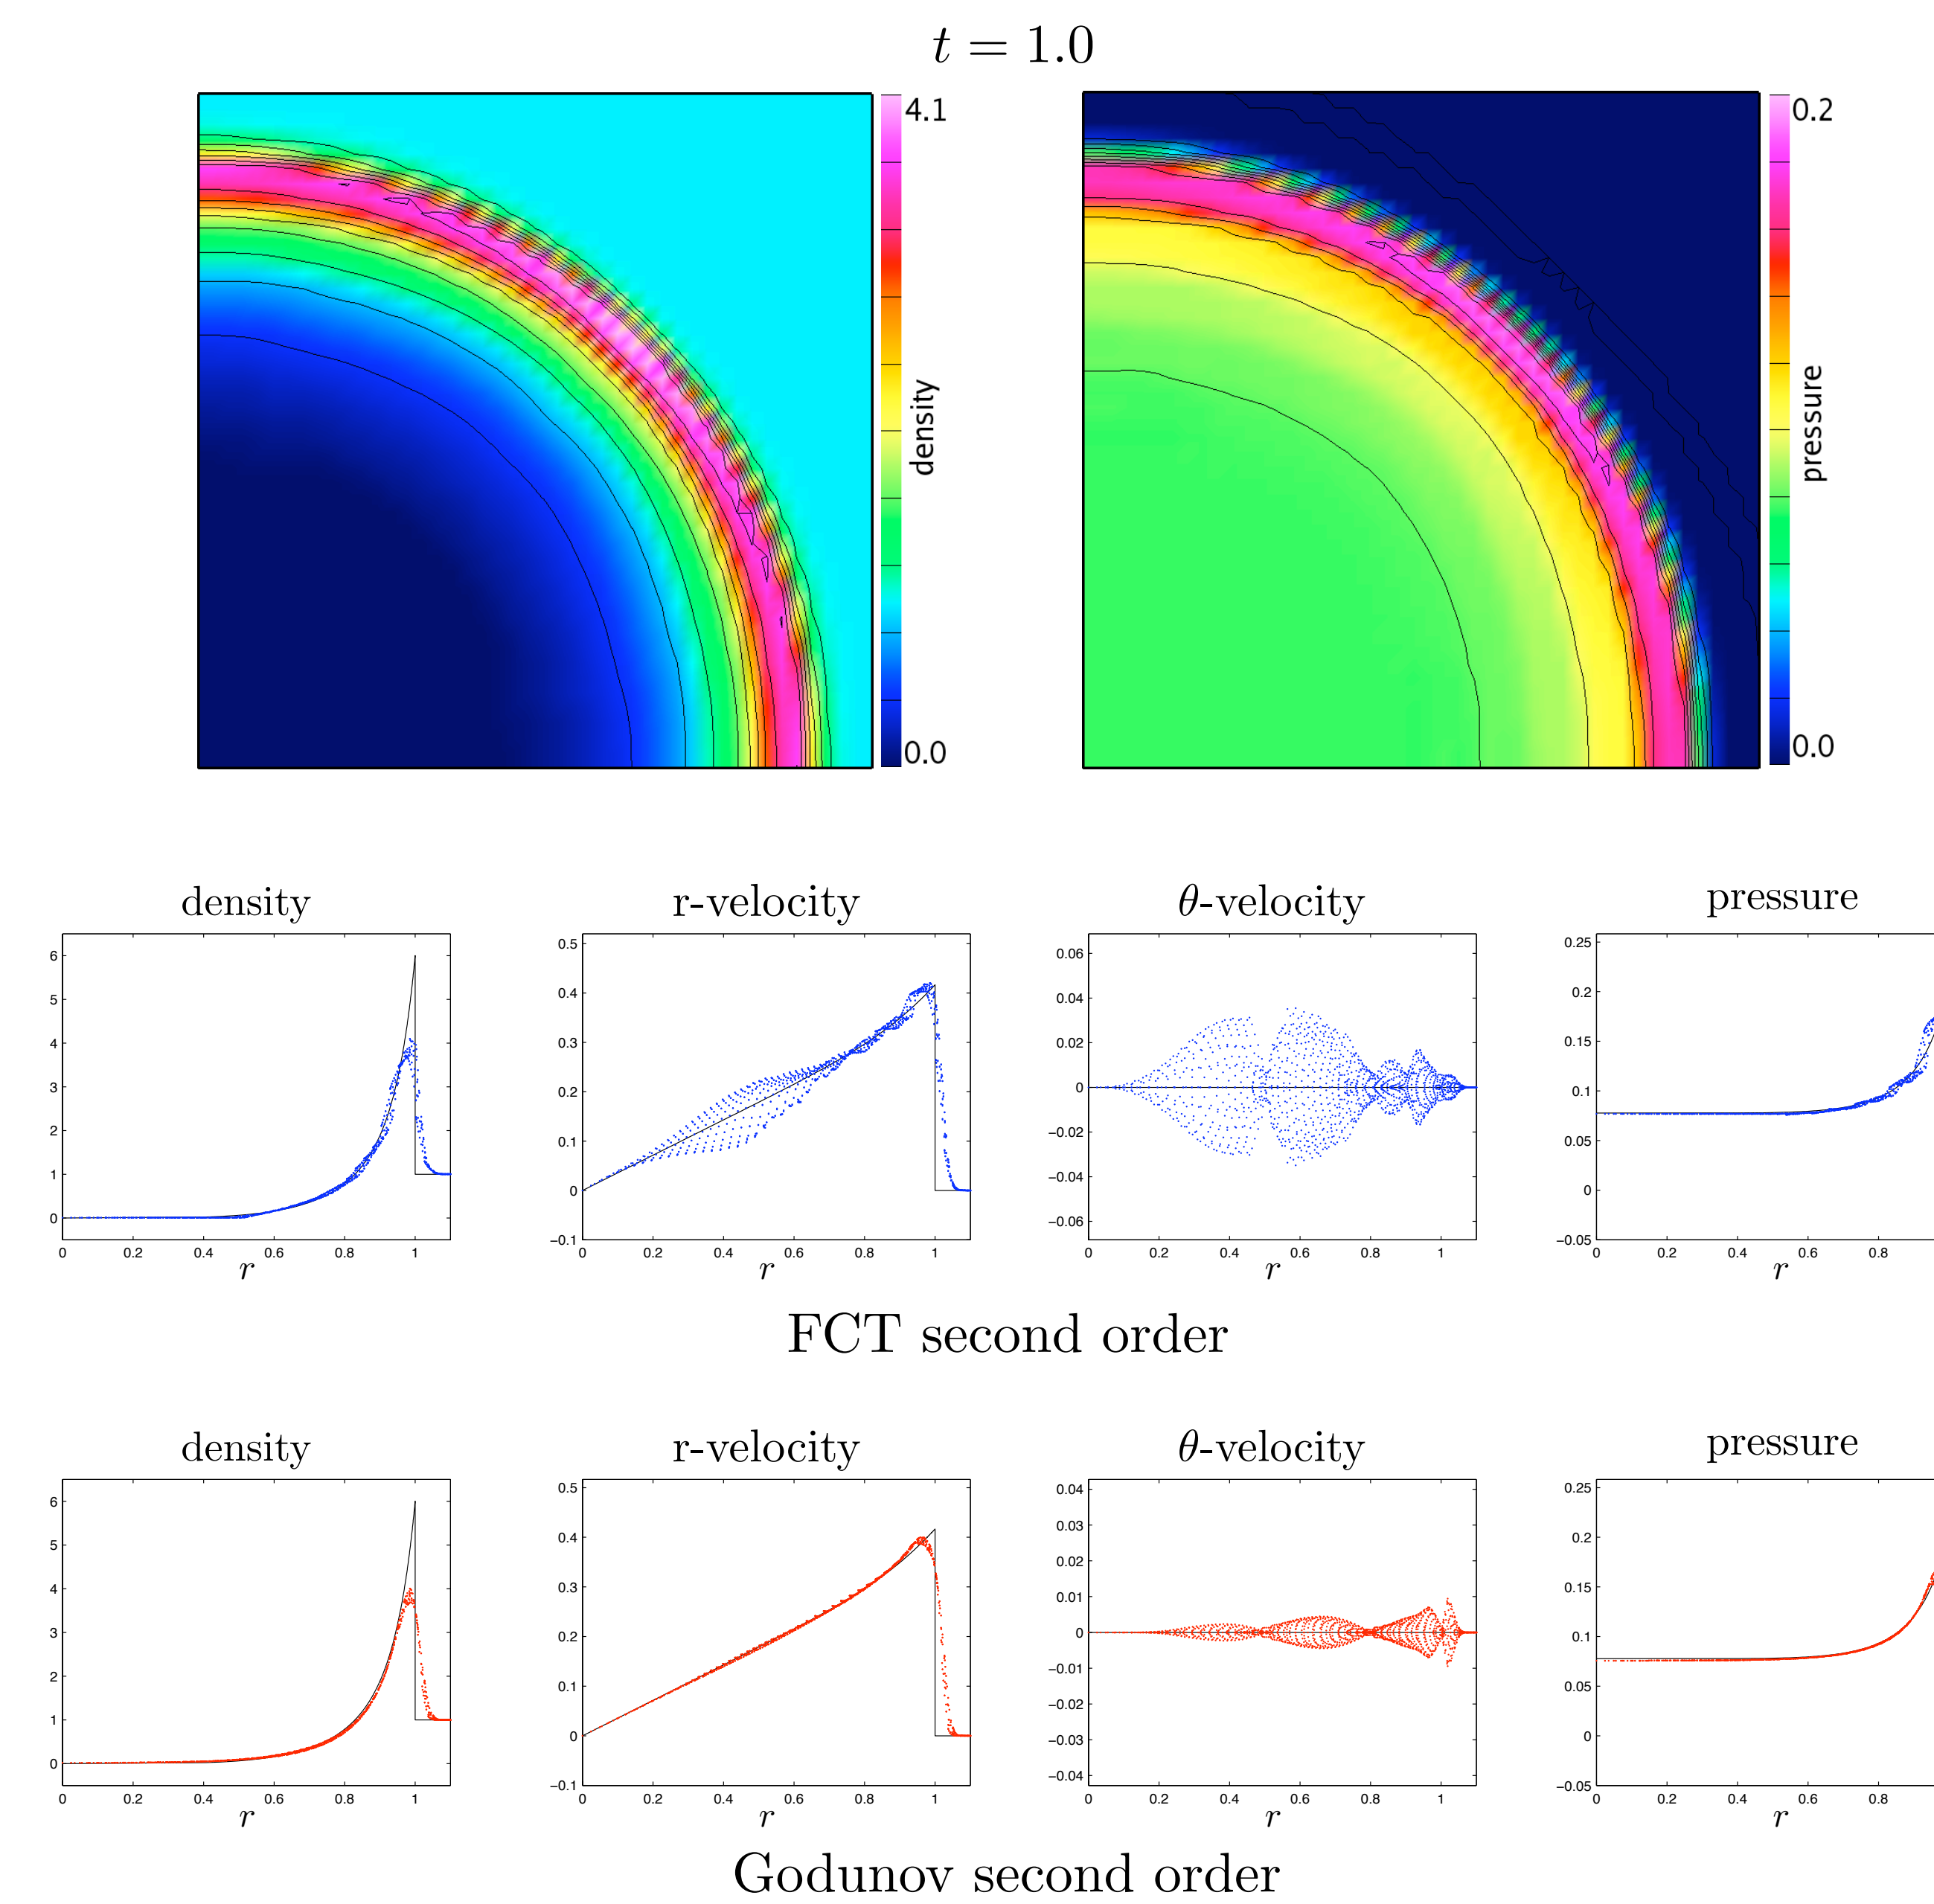 t = 1.0
4.1
density
0.0
0.2
pressure
0.0
density r-velocity θ-velocity pressure
6
5
4
3
2
1
0
0 0.2 0.4 0.6 0.8 1
r
0.5
0.4
0.3
0.2
0.1
0
−0.1
0 0.2 0.4 0.6 0.8 1
r
0.06
0.04
0.02
0
−0.02
−0.04
−0.06
0 0.2 0.4 0.6 0.8 1
r
0.25
0.2
0.15
0.1
0.05
0
−0.05
0 0.2 0.4 0.6 0.8
r
FCT second order
density r-velocity θ-velocity pressure
6
5
4
3
2
1
0
0 0.2 0.4 0.6 0.8 1
r
0.5
0.4
0.3
0.2
0.1
0
−0.1
0 0.2 0.4 0.6 0.8 1
r
0.04
0.03
0.02
0.01
0
−0.01
−0.02
−0.03
−0.04
0 0.2 0.4 0.6 0.8 1
r
0.25
0.2
0.15
0.1
0.05
0
−0.05
0 0.2 0.4 0.6 0.8
r
Godunov second order